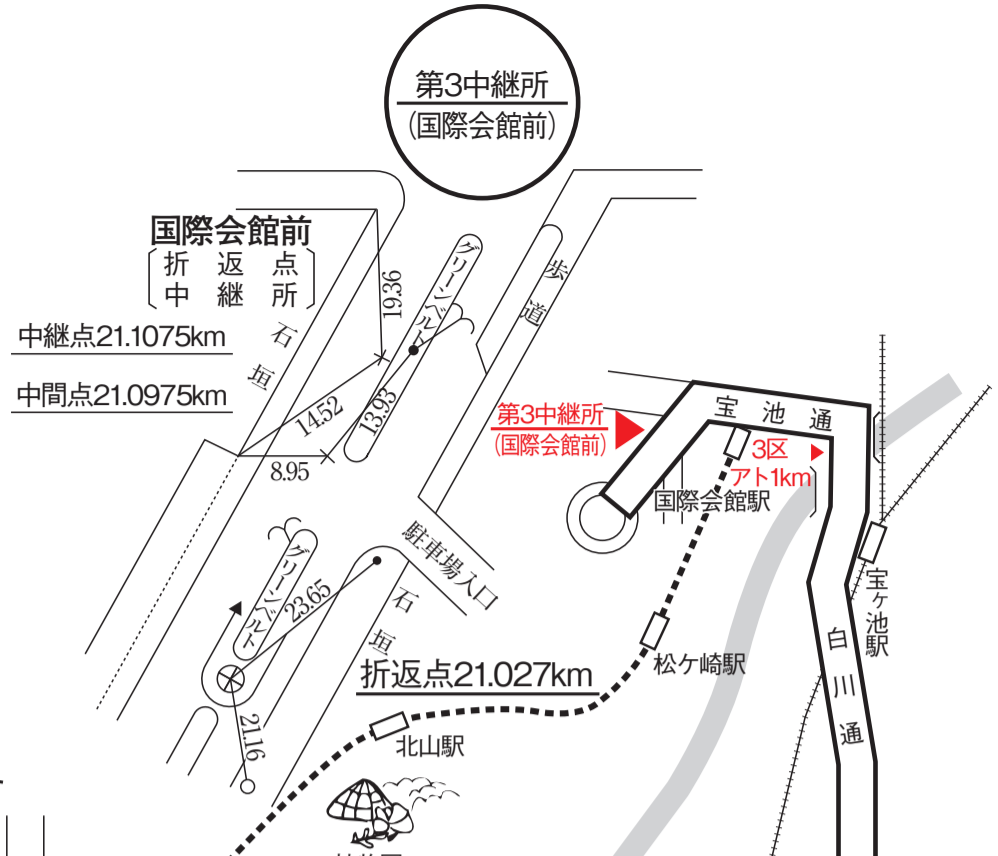 第3中継所
(国際会館前)
国際会館前
折返点
中継所
中継点21.1075km
中間点21.0975km
石垣
19.36
グリーンベルト
歩道
14.52
13.93
8.95
第3中継所
(国際会館前)
宝池通
3区
アト1km
国際会館駅
駐車場入口
グリーンベルト
23.65
石垣
宝ヶ池駅
松ケ崎駅
白川通
折返点21.027km
21.16
北山駅